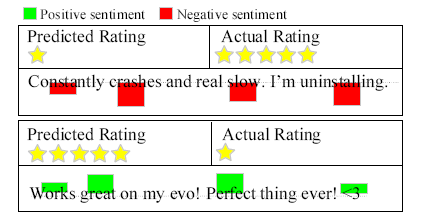 Positive sentiment Negative sentiment
Predicted Rating Actual Rating
Constantly crashes and real slow. I'm uninstalling.
Predicted Rating Actual Rating
Works great on my evo! Perfect thing ever! <3